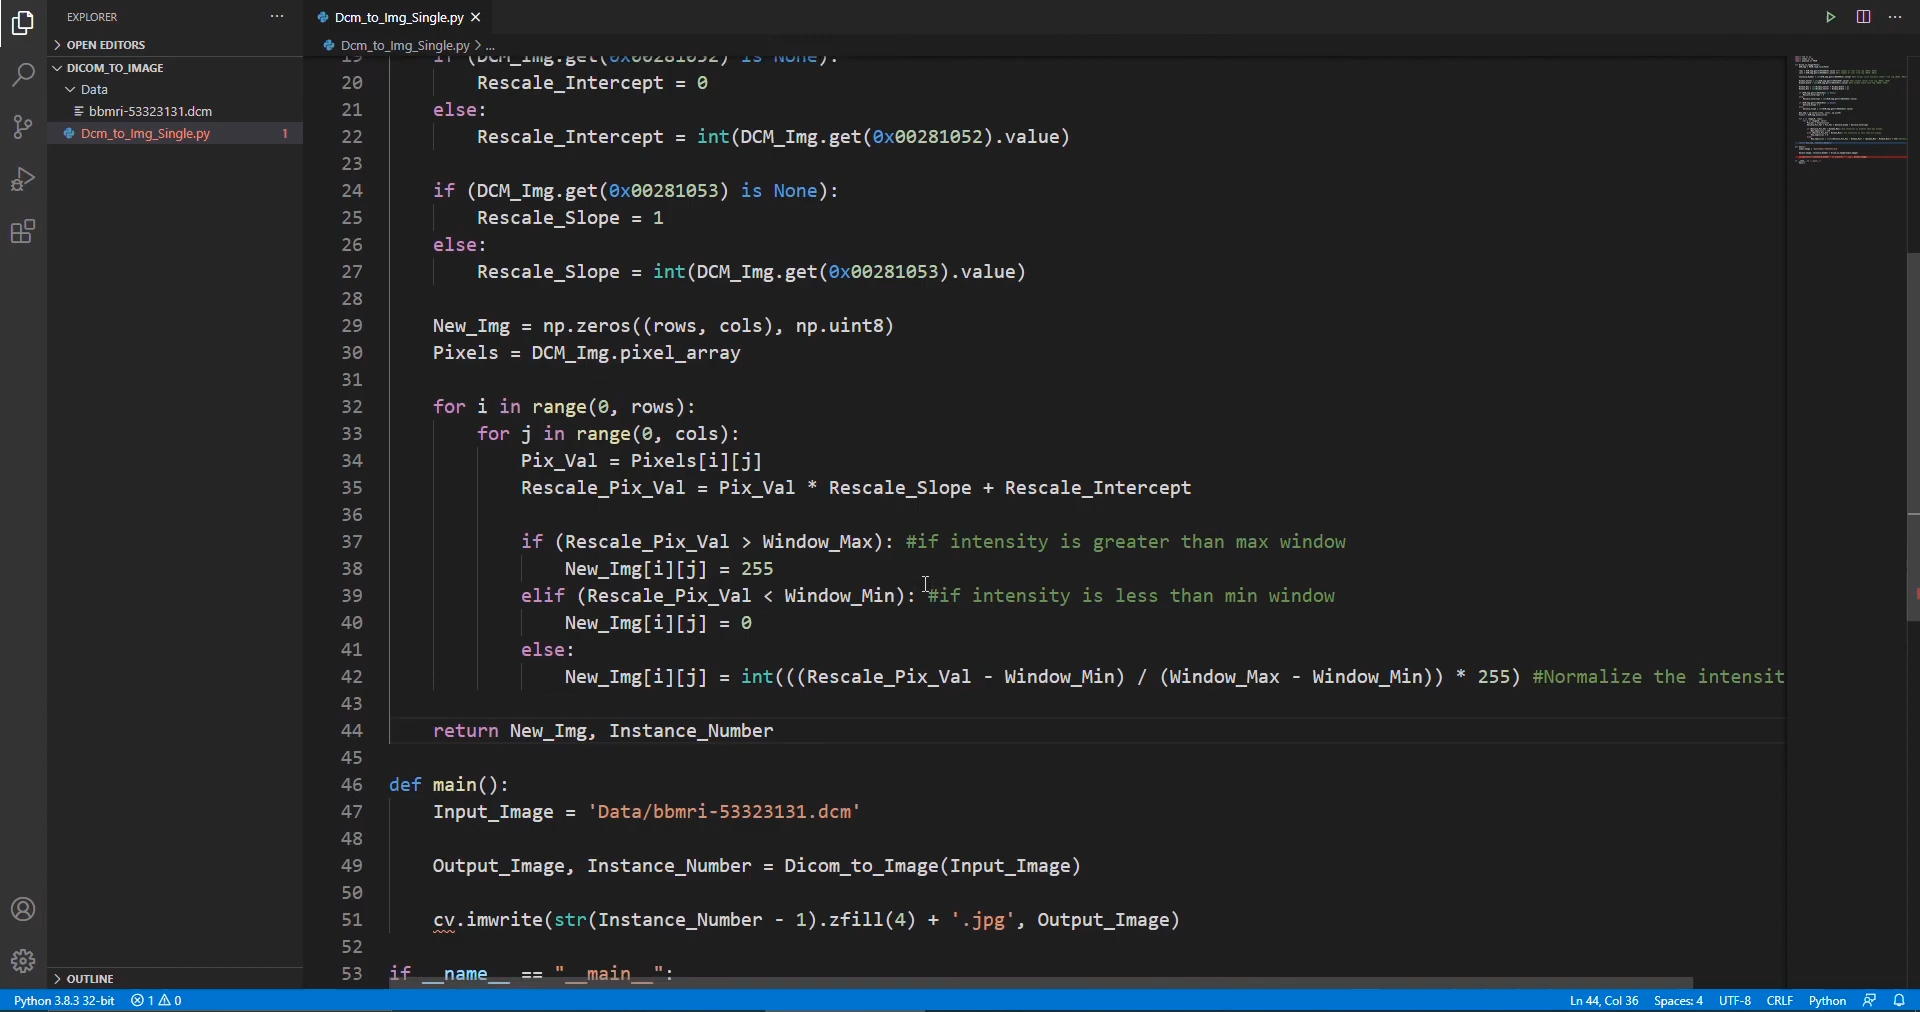 EXPLORER
OPEN EDITORS
DICOM_TO_IMAGE
Data
bbmri-53323131.dcm
Dcm_to_Img_Single.py 1
OUTLINE
Dcm_to_Img_Single.py
Dcm_to_Img_Single.py > ...
19 if (DCM_Img.get(0x00281052) is None):
20 Rescale_Intercept = 0
21 else:
22 Rescale_Intercept = int(DCM_Img.get(0x00281052).value)
23
24 if (DCM_Img.get(0x00281053) is None):
25 Rescale_Slope = 1
26 else:
27 Rescale_Slope = int(DCM_Img.get(0x00281053).value)
28
29 New_Img = np.zeros((rows, cols), np.uint8)
30 Pixels = DCM_Img.pixel_array
31
32 for i in range(0, rows):
33 for j in range(0, cols):
34 Pix_Val = Pixels[i][j]
35 Rescale_Pix_Val = Pix_Val * Rescale_Slope + Rescale_Intercept
36
37 if (Rescale_Pix_Val > Window_Max): #if intensity is greater than max window
38 New_Img[i][j] = 255
39 elif (Rescale_Pix_Val < Window_Min): #if intensity is less than min window
40 New_Img[i][j] = 0
41 else:
42 New_Img[i][j] = int(((Rescale_Pix_Val - Window_Min) / (Window_Max - Window_Min)) * 255) #Normalize the intensit
43
44 return New_Img, Instance_Number
45
46 def main():
47 Input_Image = 'Data/bbmri-53323131.dcm'
48
49 Output_Image, Instance_Number = Dicom_to_Image(Input_Image)
50
51 cv.imwrite(str(Instance_Number - 1).zfill(4) + '.jpg', Output_Image)
52
53 if __name__ == "__main__":
Python 3.8.3 32-bit 1 0 Ln 44, Col 36 Spaces: 4 UTF-8 CRLF Python